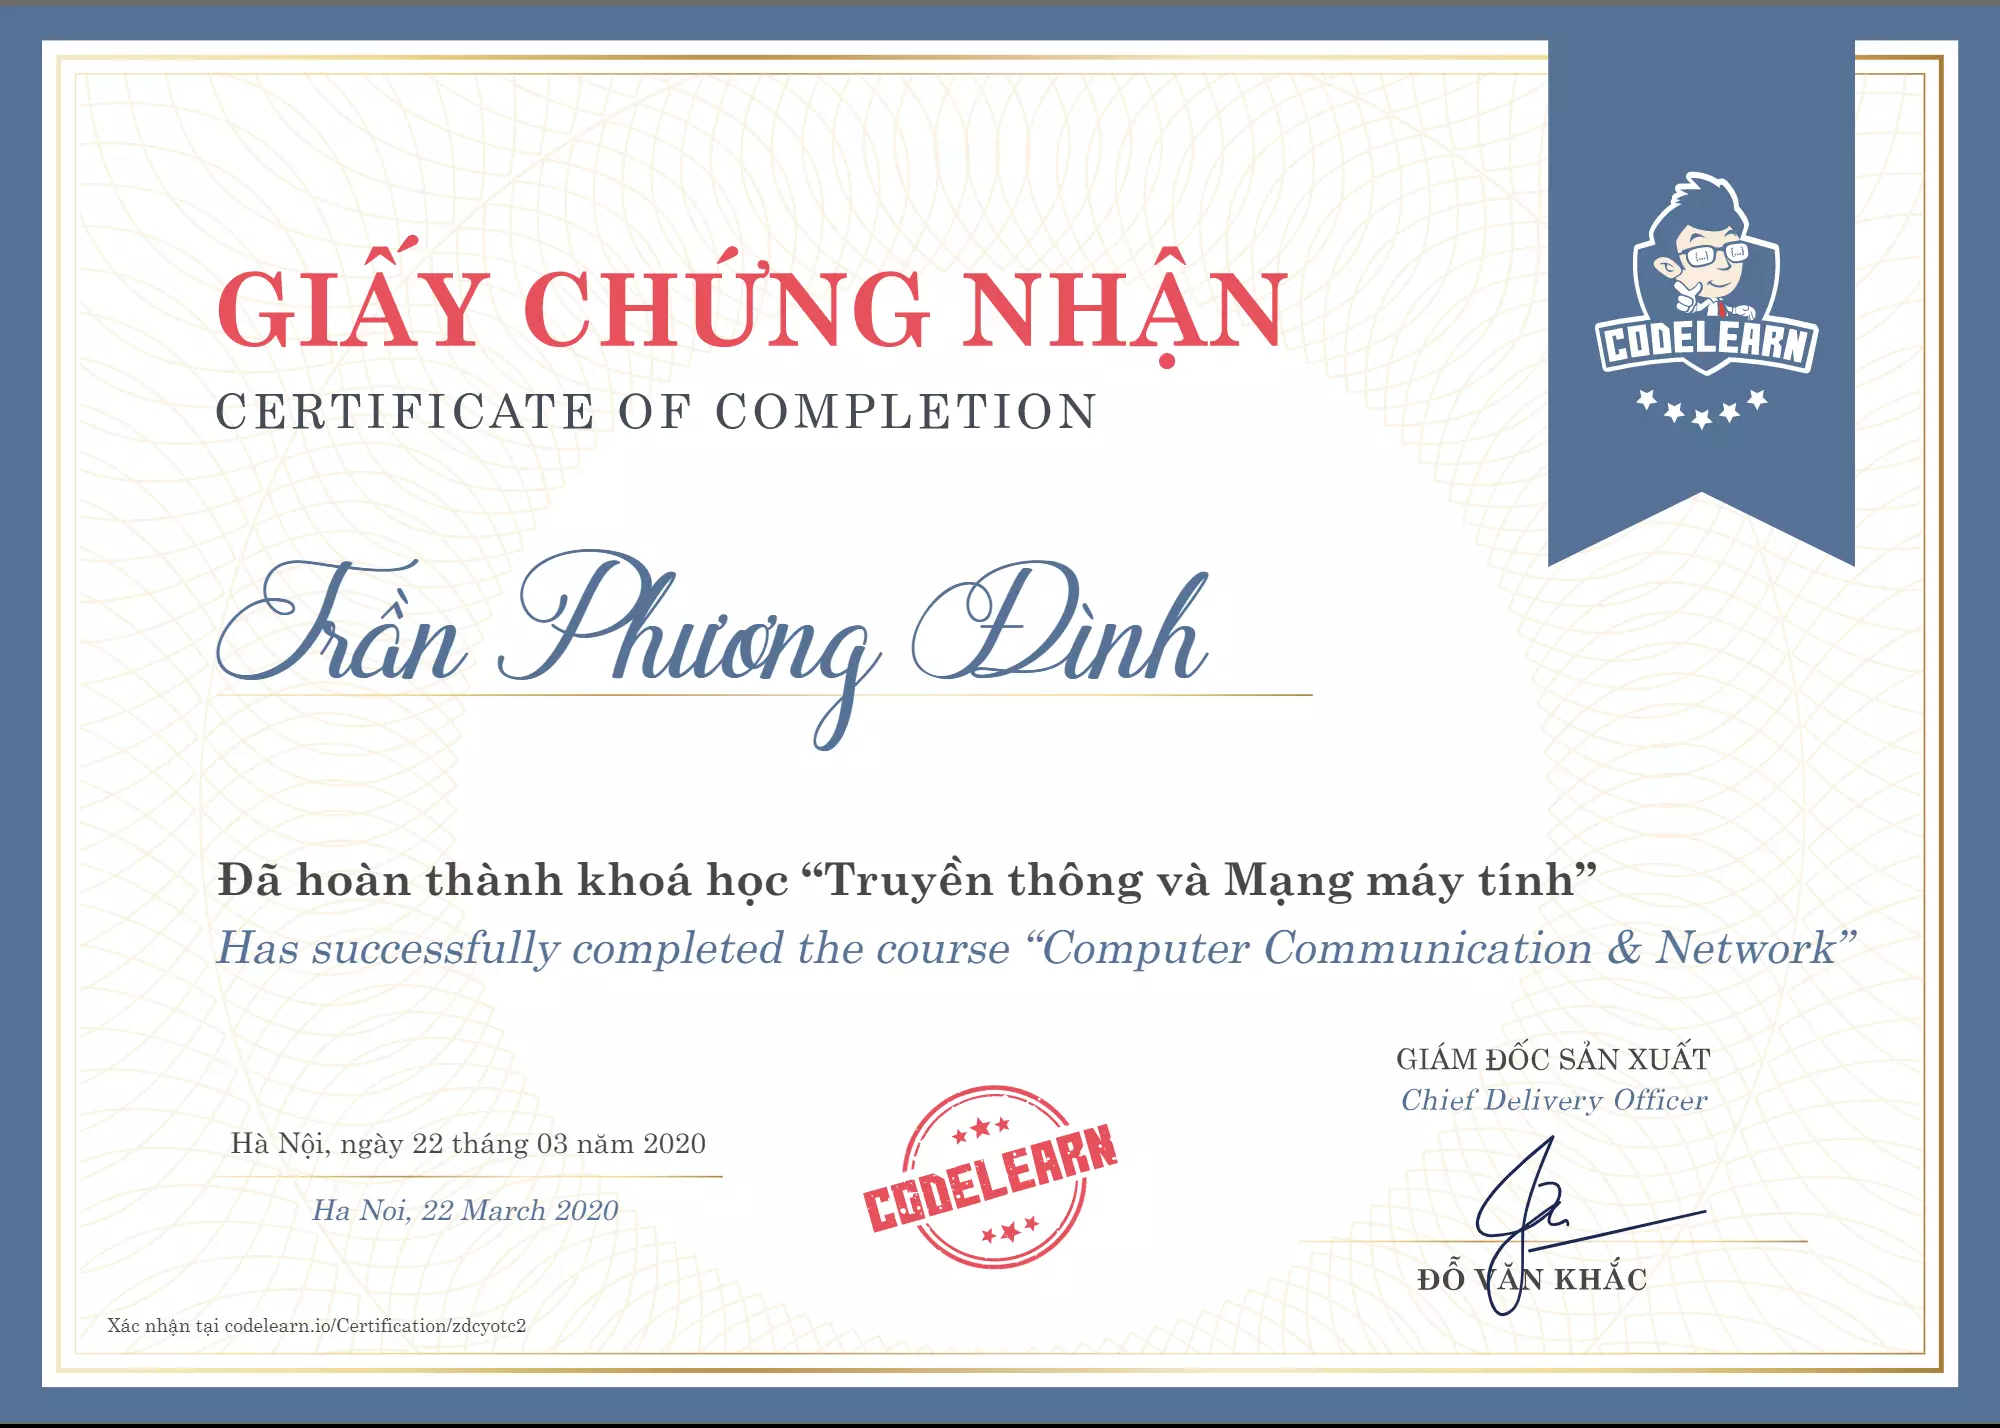 CODELEARN
GIẤY CHỨNG NHẬN
CERTIFICATE OF COMPLETION
Trần Phương Đình
Đã hoàn thành khoá học “Truyền thông và Mạng máy tính”
Has successfully completed the course “Computer Communication & Network”
GIÁM ĐỐC SẢN XUẤT
Chief Delivery Officer
Hà Nội, ngày 22 tháng 03 năm 2020
Ha Noi, 22 March 2020
CODELEARN
ĐỖ VĂN KHẮC
Xác nhận tại codelearn.io/Certification/zdcyotc2